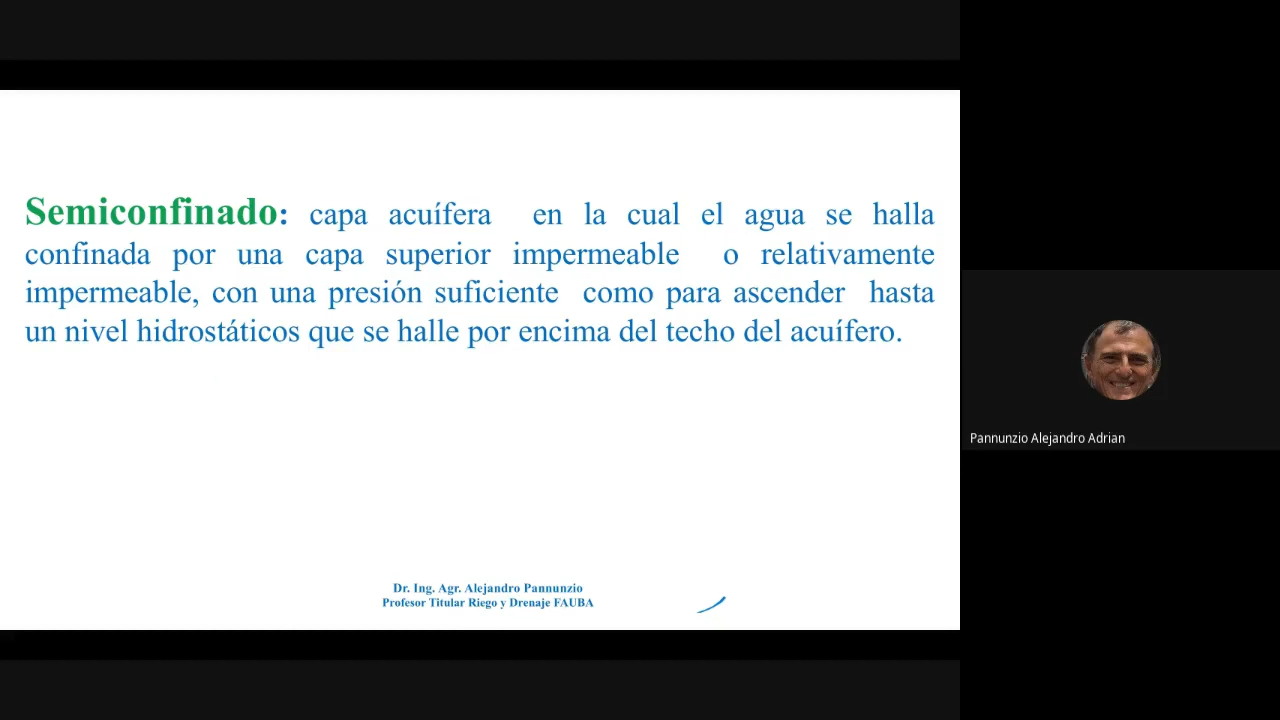 Semiconfinado: capa acuífera en la cual el agua se halla
confinada por una capa superior impermeable o relativamente
impermeable, con una presión suficiente como para ascender hasta
un nivel hidrostáticos que se halle por encima del techo del acuífero.
Dr. Ing. Agr. Alejandro Pannunzio
Profesor Titular Riego y Drenaje FAUBA
Pannunzio Alejandro Adrian